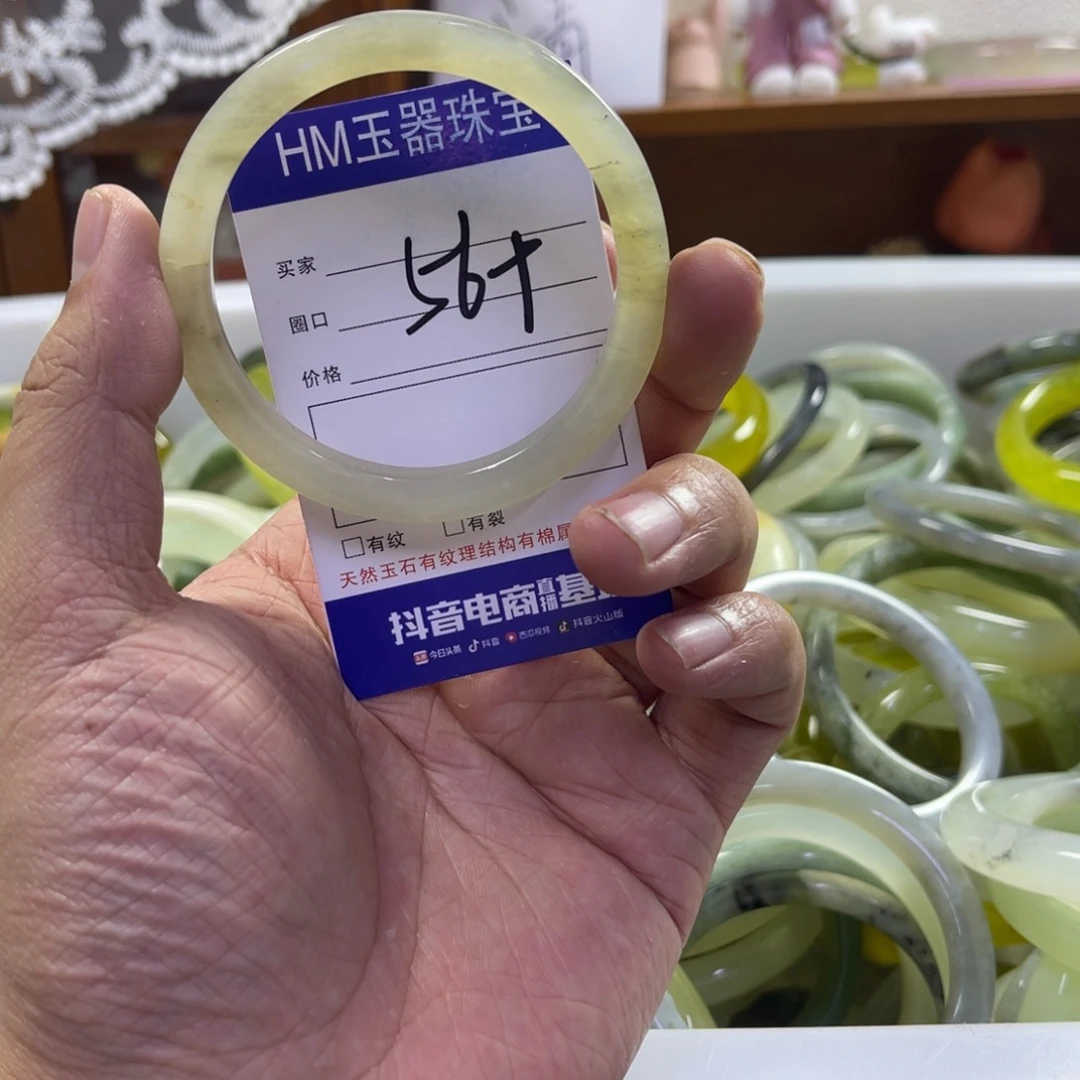 HM玉器珠宝
买家
56+
圈口
价格
□有纹 □有裂
天然玉石有纹理结构有棉属
抖音电商直播基
今日头条 抖音 西瓜视频 抖音火山版